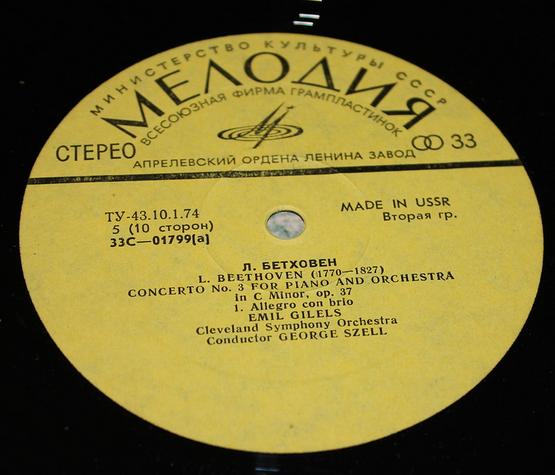 МИНИСТЕРСТВО КУЛЬТУРЫ СССР
МЕЛОДИЯ
ВСЕСОЮЗНАЯ ФИРМА ГРАМПЛАСТИНОК
СТЕРЕО 33
АПРЕЛЕВСКИЙ ОРДЕНА ЛЕНИНА ЗАВОД
ТУ-43.10.1.74
5 (10 сторон)
33С—01799(а)
MADE IN USSR
Вторая гр.
Л. БЕТХОВЕН
L. BEETHOVEN (1770—1827)
CONCERTO No. 3 FOR PIANO AND ORCHESTRA
in C Minor, op. 37
1. Allegro con brio
EMIL GILELS
Cleveland Symphony Orchestra
Conductor GEORGE SZELL